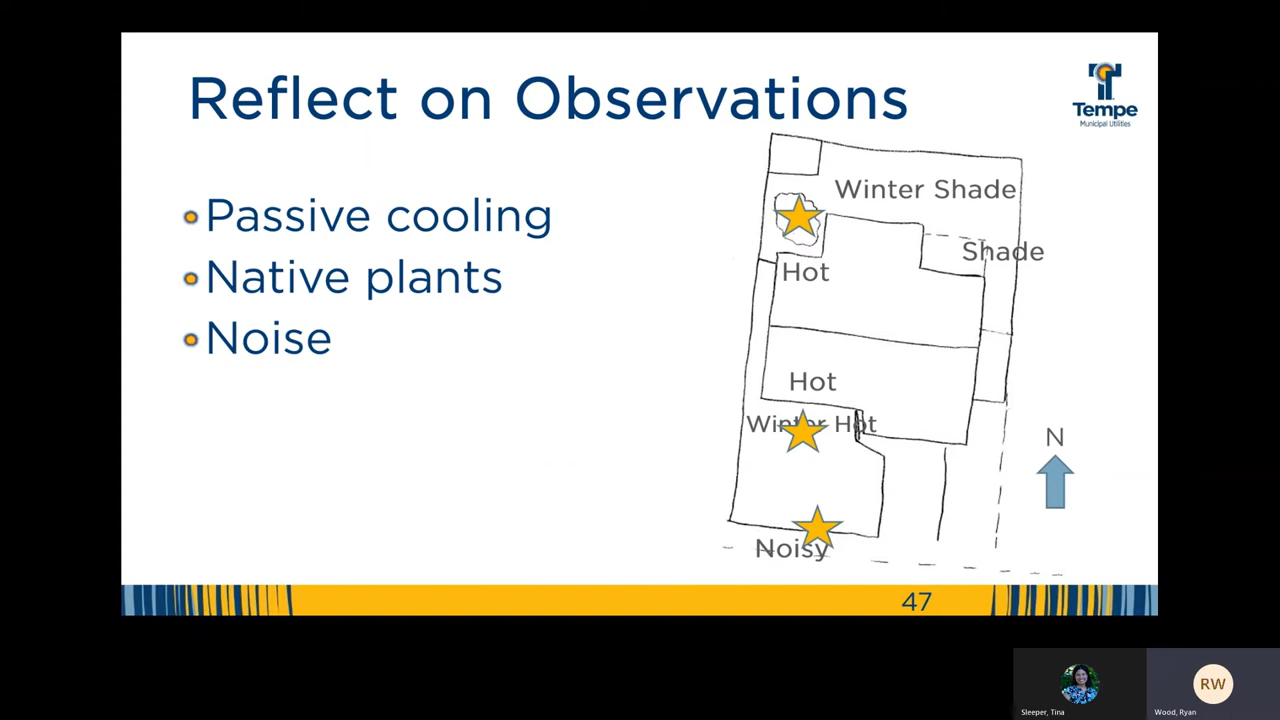 Reflect on Observations
Tempe
Municipal Utilities
Passive cooling
Native plants
Noise
Winter Shade
Shade
Hot
Hot
Winter Hot
N
Noisy
47
RW
Sleeper, Tina
Wood, Ryan